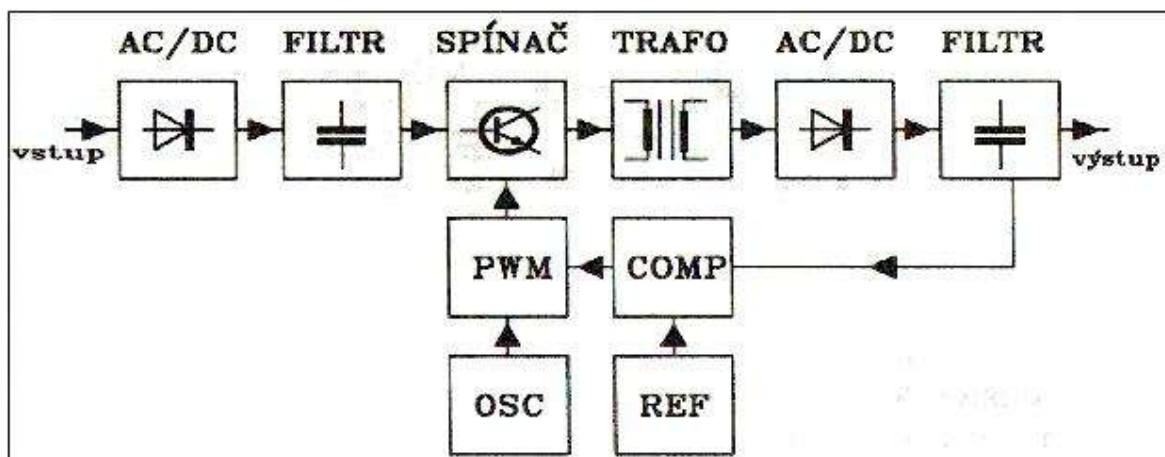 AC/DC FILTR SPÍNAČ TRAFO AC/DC FILTR
vstup výstup
PWM COMP
OSC REF